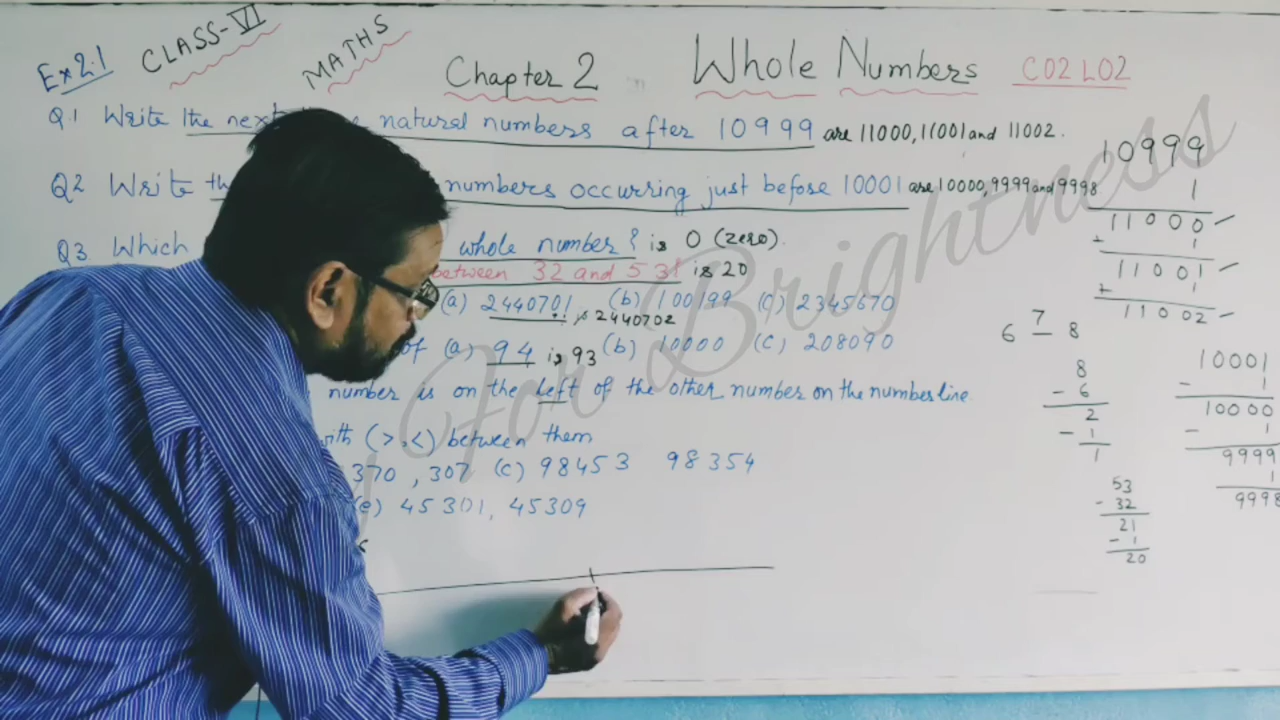 Ex 2.1 CLASS-VI MATHS Chapter 2 Whole Numbers CO2 LO2
Q1 Write the next natural numbers after 10999 are 11000, 11001 and 11002.
Q2 Write numbers occurring just before 10001 are 10000, 9999 and 9998
Q3 Which whole number? is 0 (zero).
between 32 and 53? is 20
(a) 2440701 is 2440702 (b) 100199 (c) 2345670
of (a) 94 is 93 (b) 10000 (c) 208090
number is on the left of the other number on the number line
with (>,<) between them
370, 307 (c) 98453 98354
(e) 45301, 45309
10999
1
11000
+ 1
11001
+ 1
11002
6 7 8
8
- 6
2
- 1
1
53
- 32
21
- 1
20
10001
- 1
10000
- 1
9999
1
9998
For Brightness